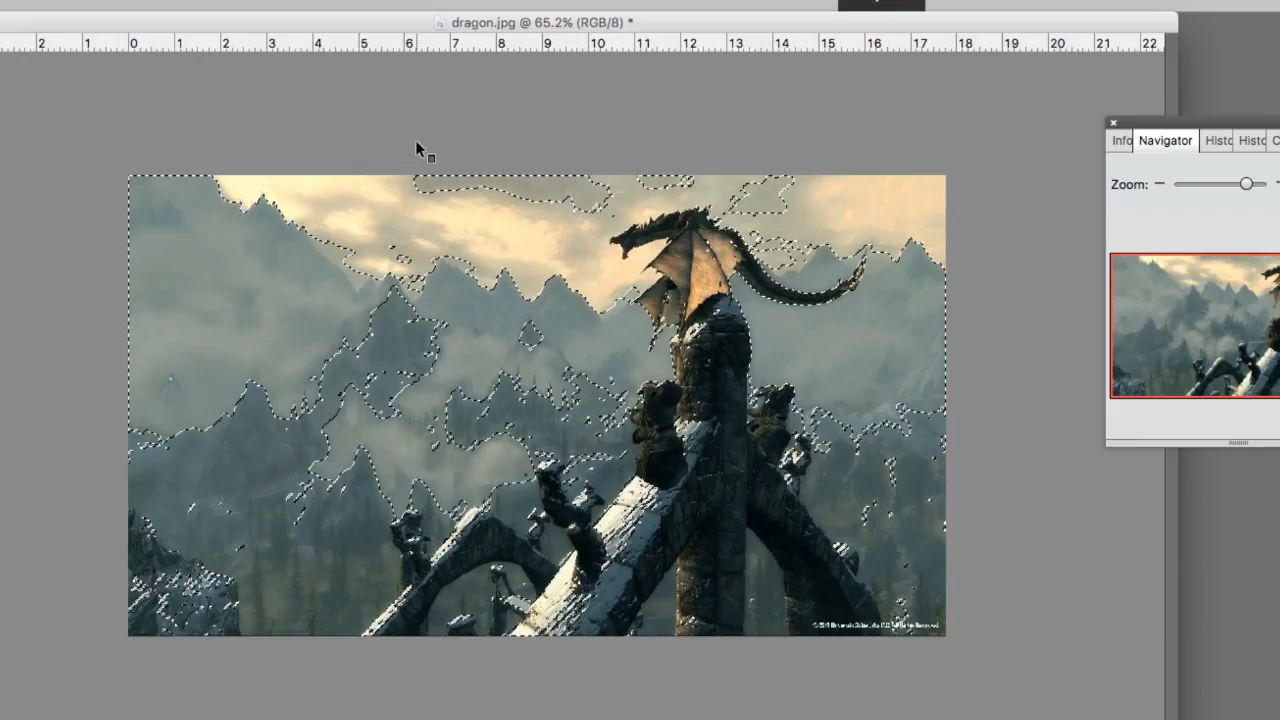 dragon.jpg @ 65.2% (RGB/8) *
2 1 0 1 2 3 4 5 6 7 8 9 10 11 12 13 14 15 16 17 18 19 20 21 22
Info Navigator Histo Histo C
Zoom: